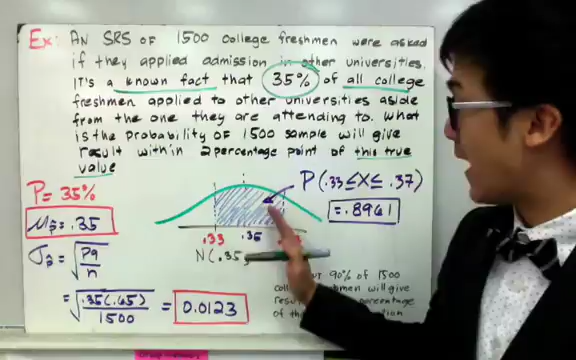 Ex: AN SRS OF 1500 college freshmen were asked
if they applied admission in other universities.
It's a known fact that 35% of all college
freshmen applied to other universities aside
from the one they are attending to. What
is the probability of 1500 sample will give
result within 2 percentage point of this true
value
P = 35%
μp̂ = .35
σp̂ = √pq/n
= √.35(.65)/1500 = 0.0123
P(.33 ≤ X ≤ .37)
= .8961
.33 .35
N(.35,
90% of 1500
freshmen will give
percentage
of th